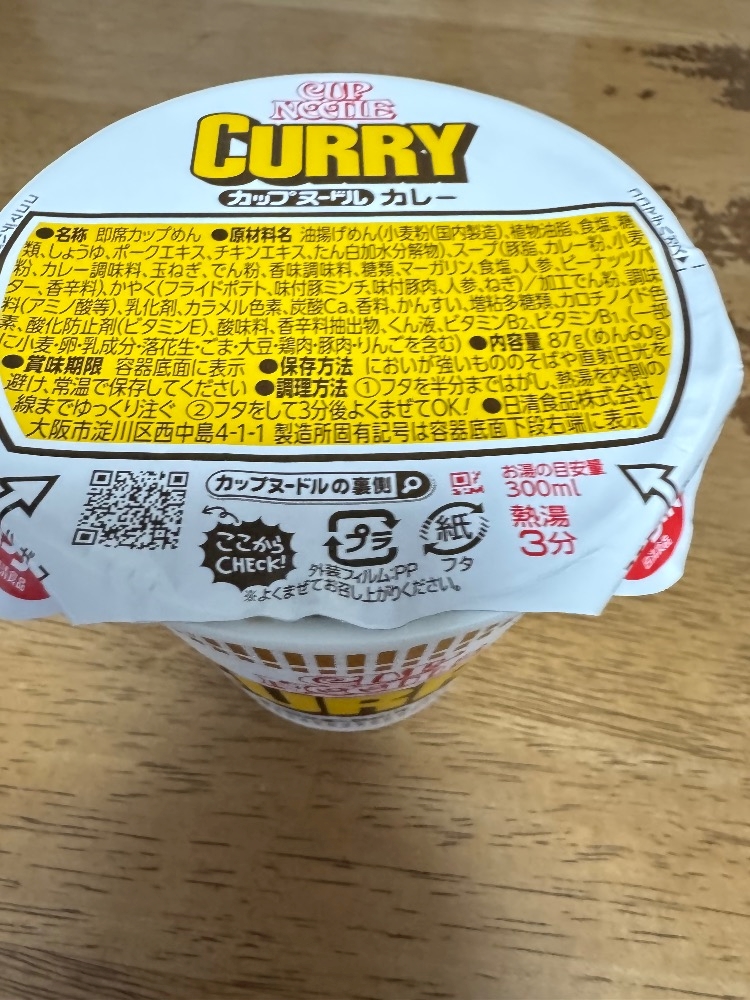 CUP
NOODLE
CURRY
カップヌードル カレー
●名称 即席カップめん ●原材料名 油揚げめん(小麦粉(国内製造)、植物油脂、食塩、糖
類、しょうゆ、ポークエキス、チキンエキス、たん白加水分解物)、スープ(豚脂、カレー粉、小麦
粉、カレー調味料、玉ねぎ、でん粉、香味調味料、糖類、マーガリン、食塩、人参、ピーナッツバ
ター、香辛料)、かやく(フライドポテト、味付豚ミンチ、味付豚肉、人参、ねぎ)/加工でん粉、調味
料(アミノ酸等)、乳化剤、カラメル色素、炭酸Ca、香料、かんすい、増粘多糖類、カロチノイド色
素、酸化防止剤(ビタミンE)、酸味料、香辛料抽出物、くん液、ビタミンB2、ビタミンB1、(一部
に小麦・卵・乳成分・落花生・ごま・大豆・鶏肉・豚肉・りんごを含む) ●内容量 87g(めん60g)
●賞味期限 容器底面に表示 ●保存方法 においが強いもののそばや直射日光を
避け、常温で保存してください ●調理方法 ①フタを半分まではがし、熱湯を内側の
線までゆっくり注ぐ ②フタをして3分後よくまぜてOK! ●日清食品株式会社
大阪市淀川区西中島4-1-1 製造所固有記号は容器底面下段右端に表示
カップヌードルの裏側
お湯の目安量
300ml
熱湯
3分
ここから
CHECK!
プラ
紙
外装フィルム:PP
フタ
※よくまぜてお召し上がりください。
CUP
NOODLE